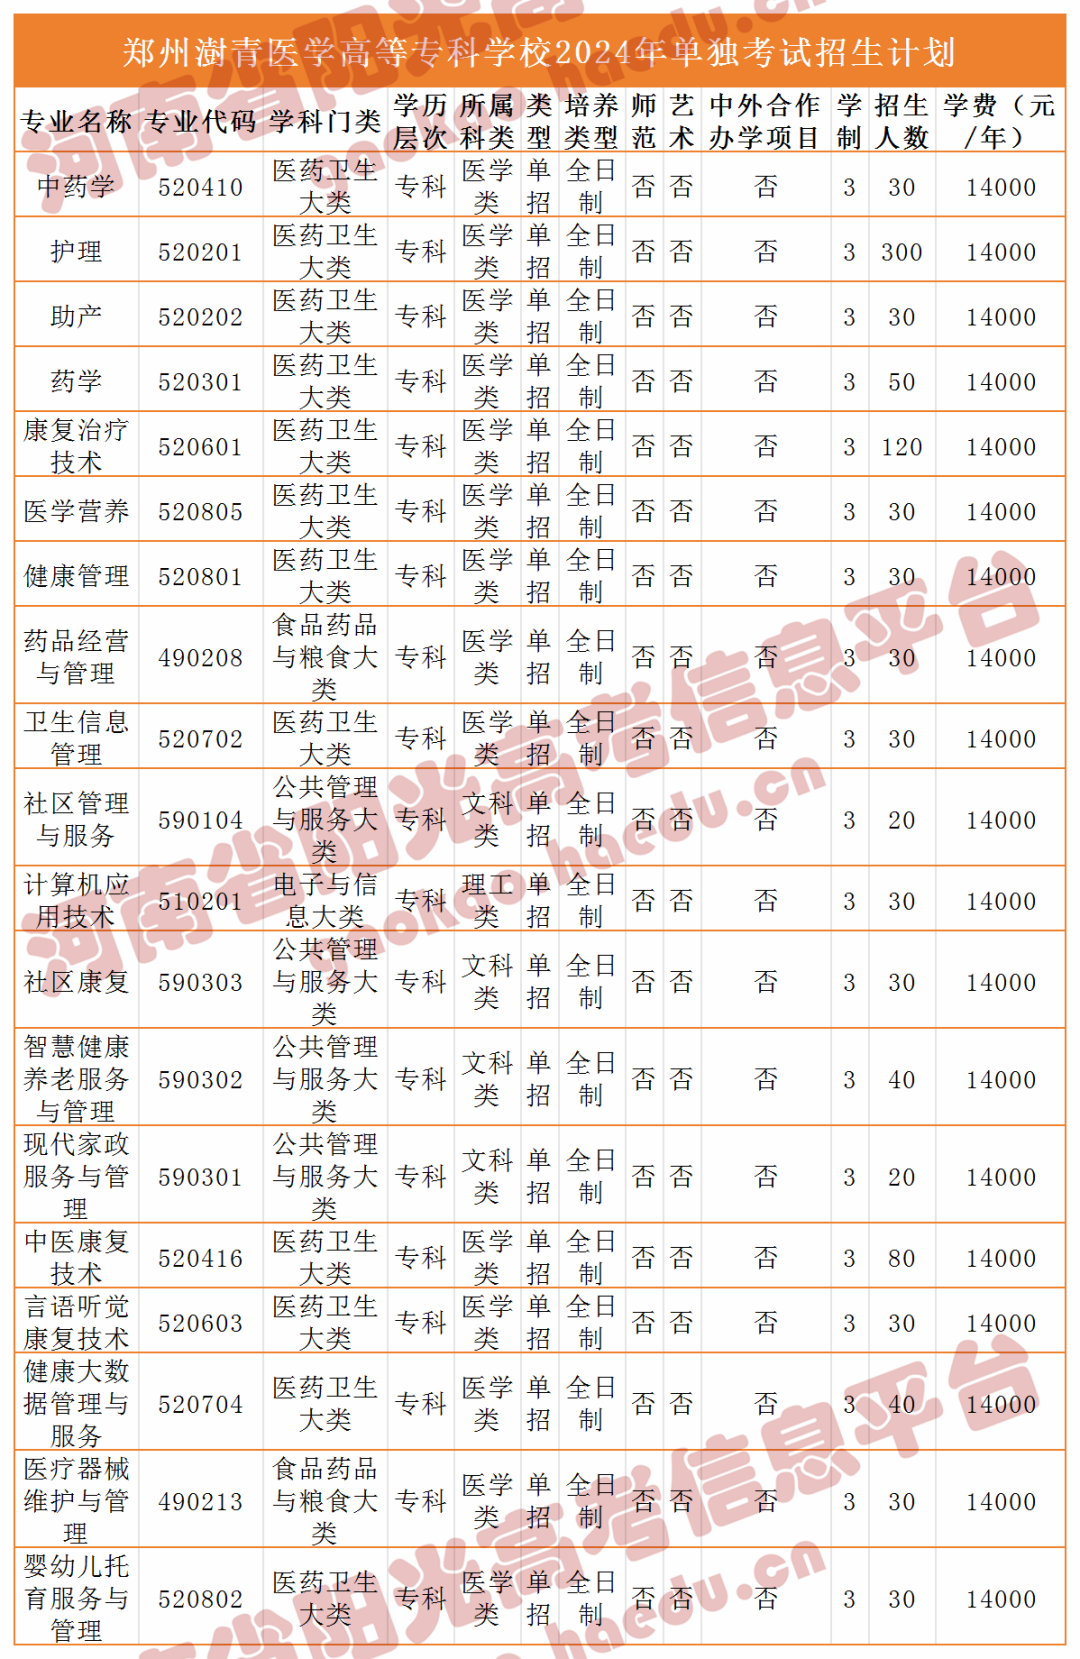 郑州澍青医学高等专科学校2024年单独考试招生计划
专业名称 专业代码 学科门类 学历层次 所属科类 类型 培养类型 师范 艺术 中外合作办学项目 学制 招生人数 学费（元/年）
中药学 520410 医药卫生大类 专科 医学类 单招 全日制 否 否 否 3 30 14000
护理 520201 医药卫生大类 专科 医学类 单招 全日制 否 否 否 3 300 14000
助产 520202 医药卫生大类 专科 医学类 单招 全日制 否 否 否 3 30 14000
药学 520301 医药卫生大类 专科 医学类 单招 全日制 否 否 否 3 50 14000
康复治疗技术 520601 医药卫生大类 专科 医学类 单招 全日制 否 否 否 3 120 14000
医学营养 520805 医药卫生大类 专科 医学类 单招 全日制 否 否 否 3 30 14000
健康管理 520801 医药卫生大类 专科 医学类 单招 全日制 否 否 否 3 30 14000
药品经营与管理 490208 食品药品与粮食大类 专科 医学类 单招 全日制 否 否 否 3 30 14000
卫生信息管理 520702 医药卫生大类 专科 医学类 单招 全日制 否 否 否 3 30 14000
社区管理与服务 590104 公共管理与服务大类 专科 文科类 单招 全日制 否 否 否 3 20 14000
计算机应用技术 510201 电子与信息大类 专科 理工类 单招 全日制 否 否 否 3 30 14000
社区康复 590303 公共管理与服务大类 专科 文科类 单招 全日制 否 否 否 3 30 14000
智慧健康养老服务与管理 590302 公共管理与服务大类 专科 文科类 单招 全日制 否 否 否 3 40 14000
现代家政服务与管理 590301 公共管理与服务大类 专科 文科类 单招 全日制 否 否 否 3 20 14000
中医康复技术 520416 医药卫生大类 专科 医学类 单招 全日制 否 否 否 3 80 14000
言语听觉康复技术 520603 医药卫生大类 专科 医学类 单招 全日制 否 否 否 3 30 14000
健康大数据管理与服务 520704 医药卫生大类 专科 医学类 单招 全日制 否 否 否 3 40 14000
医疗器械维护与管理 490213 食品药品与粮食大类 专科 医学类 单招 全日制 否 否 否 3 30 14000
婴幼儿托育服务与管理 520802 医药卫生大类 专科 医学类 单招 全日制 否 否 否 3 30 14000
河南省阳光高考信息平台
gaokao.haedu.cn